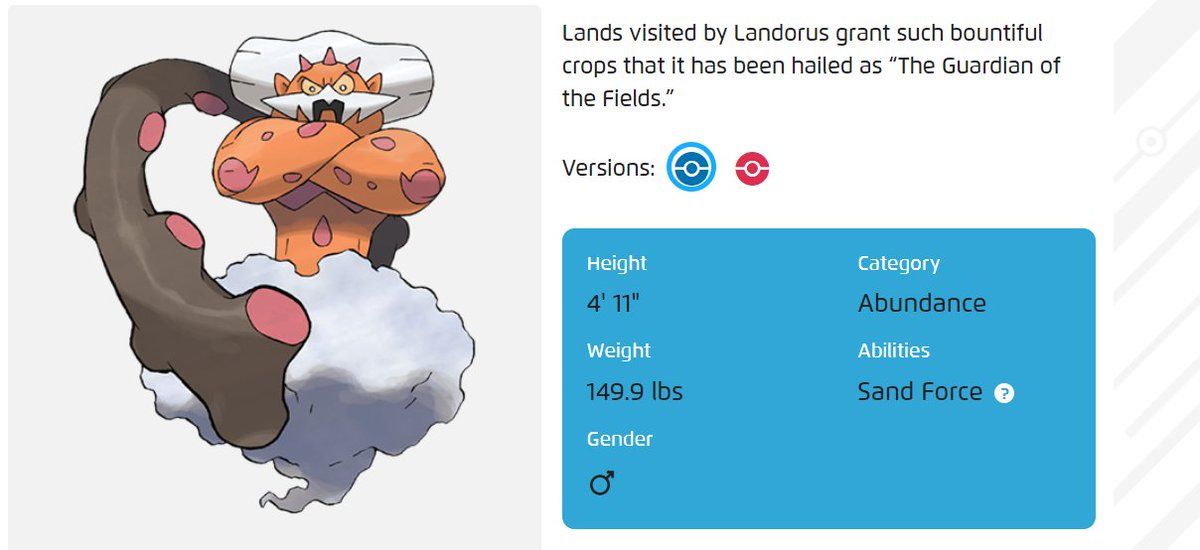 Lands visited by Landorus grant such bountiful
crops that it has been hailed as “The Guardian of
the Fields.”
Versions:
Height
4' 11"
Weight
149.9 lbs
Gender
Category
Abundance
Abilities
Sand Force ?